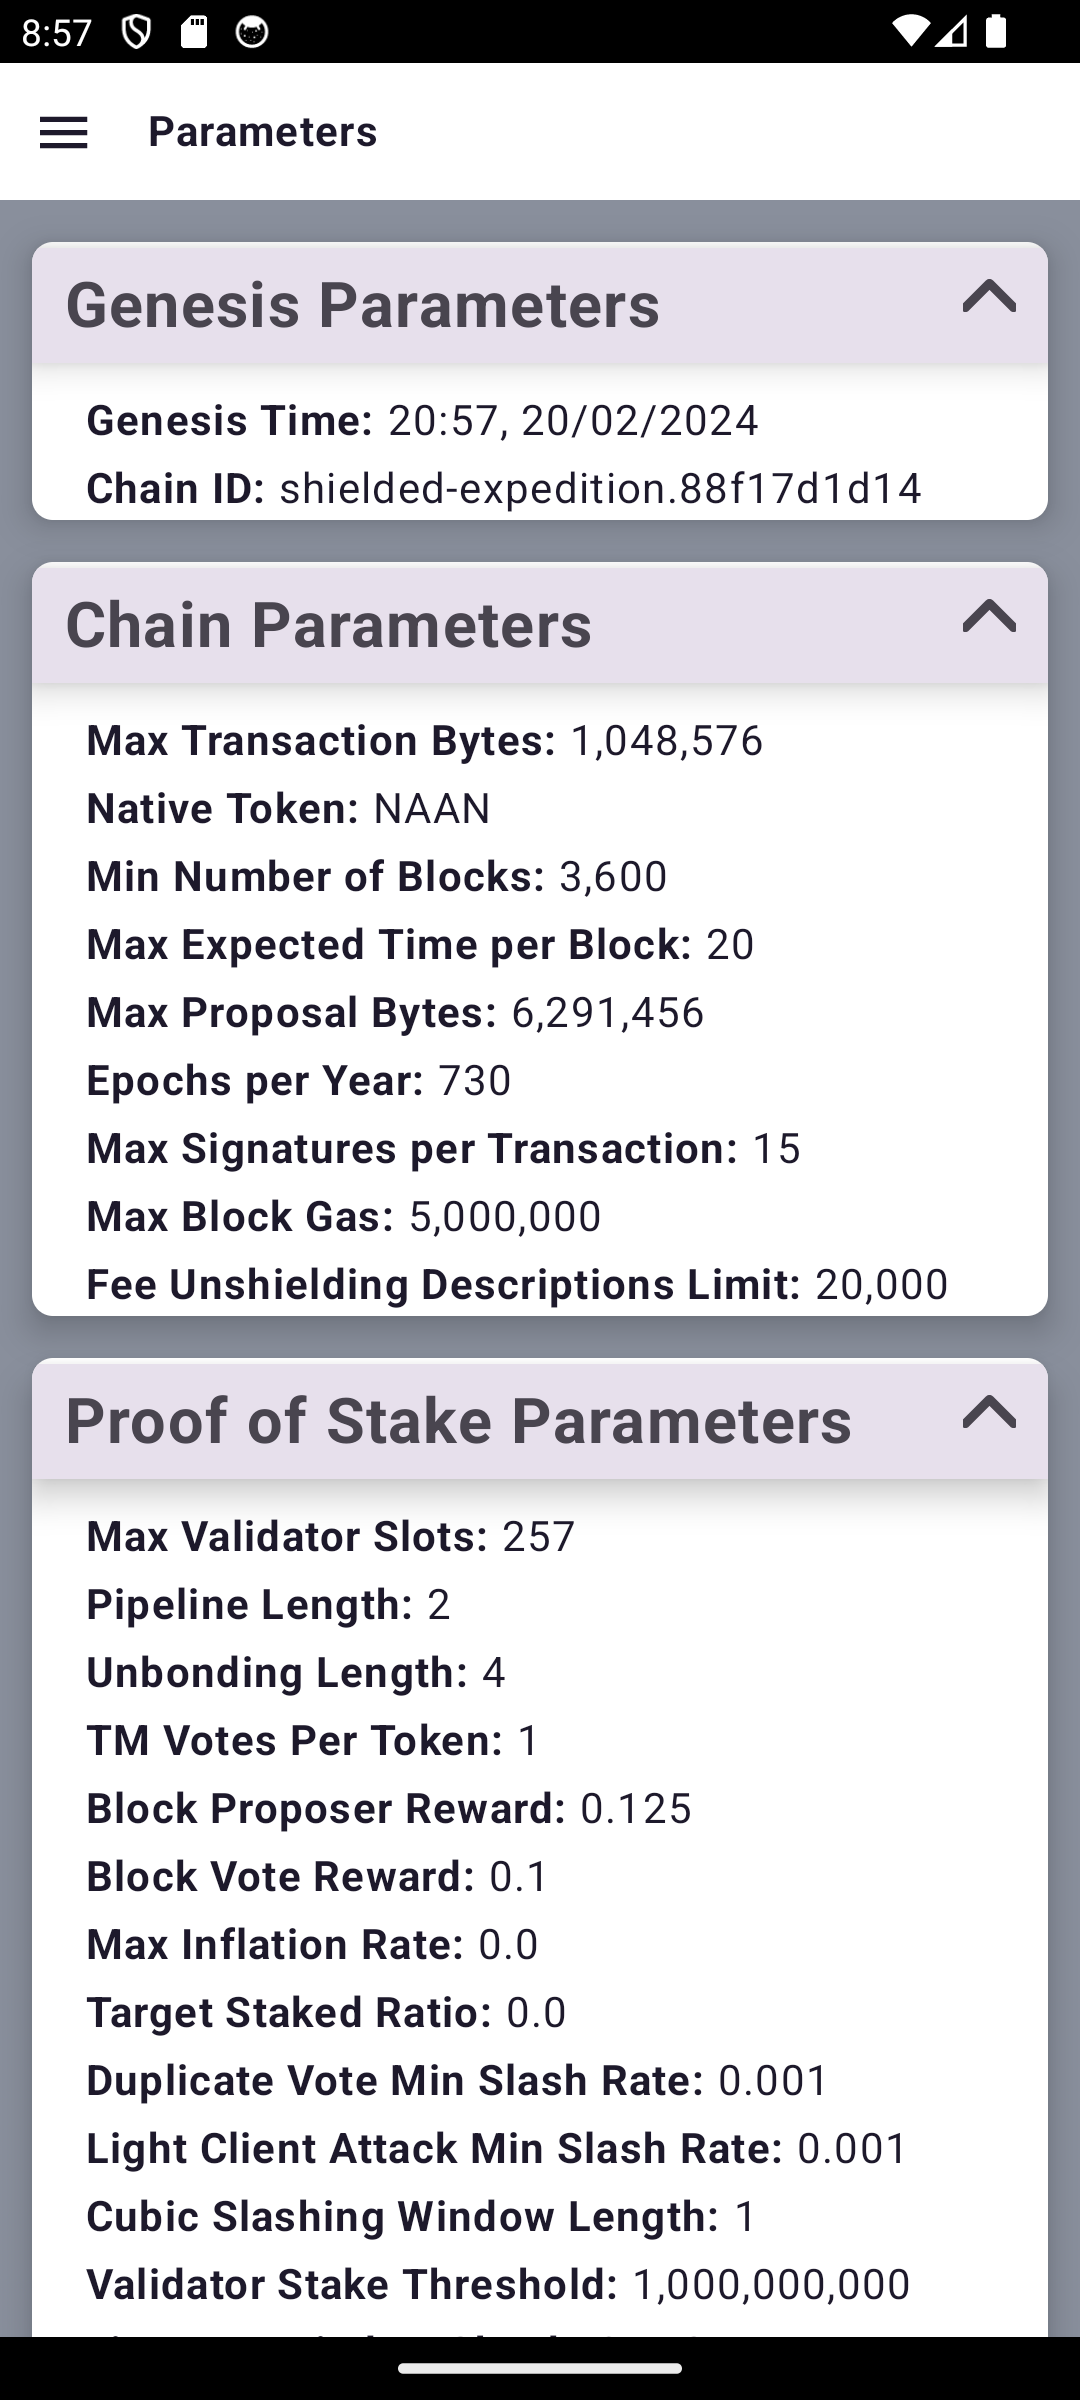 8:57
Parameters
Genesis Parameters
Genesis Time: 20:57, 20/02/2024
Chain ID: shielded-expedition.88f17d1d14
Chain Parameters
Max Transaction Bytes: 1,048,576
Native Token: NAAN
Min Number of Blocks: 3,600
Max Expected Time per Block: 20
Max Proposal Bytes: 6,291,456
Epochs per Year: 730
Max Signatures per Transaction: 15
Max Block Gas: 5,000,000
Fee Unshielding Descriptions Limit: 20,000
Proof of Stake Parameters
Max Validator Slots: 257
Pipeline Length: 2
Unbonding Length: 4
TM Votes Per Token: 1
Block Proposer Reward: 0.125
Block Vote Reward: 0.1
Max Inflation Rate: 0.0
Target Staked Ratio: 0.0
Duplicate Vote Min Slash Rate: 0.001
Light Client Attack Min Slash Rate: 0.001
Cubic Slashing Window Length: 1
Validator Stake Threshold: 1,000,000,000